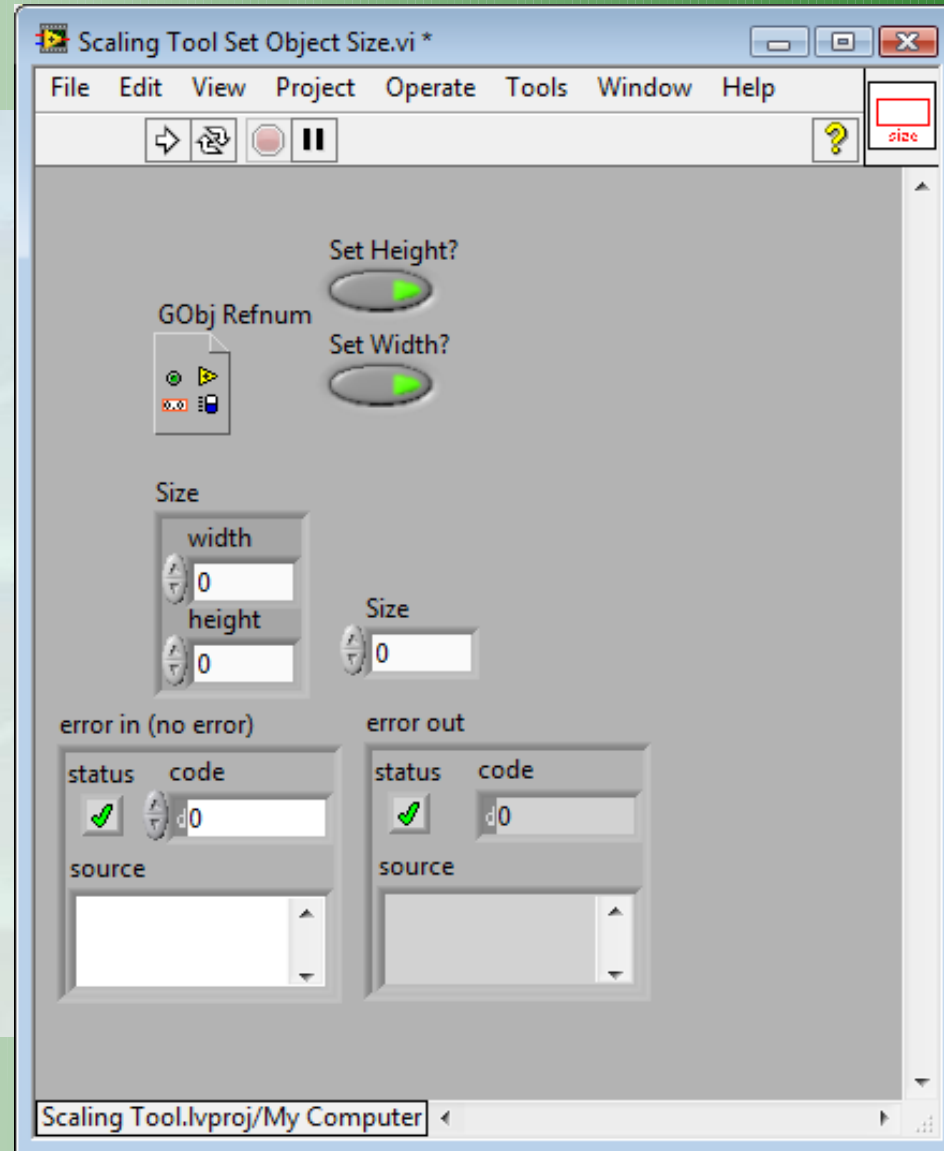 Scaling Tool Set Object Size.vi *
File Edit View Project Operate Tools Window Help
size
Set Height?
GObj Refnum
Set Width?
0.0
Size
width
0
height
0
Size
0
error in (no error)
status code
d0
source
error out
status code
d0
source
Scaling Tool.lvproj/My Computer